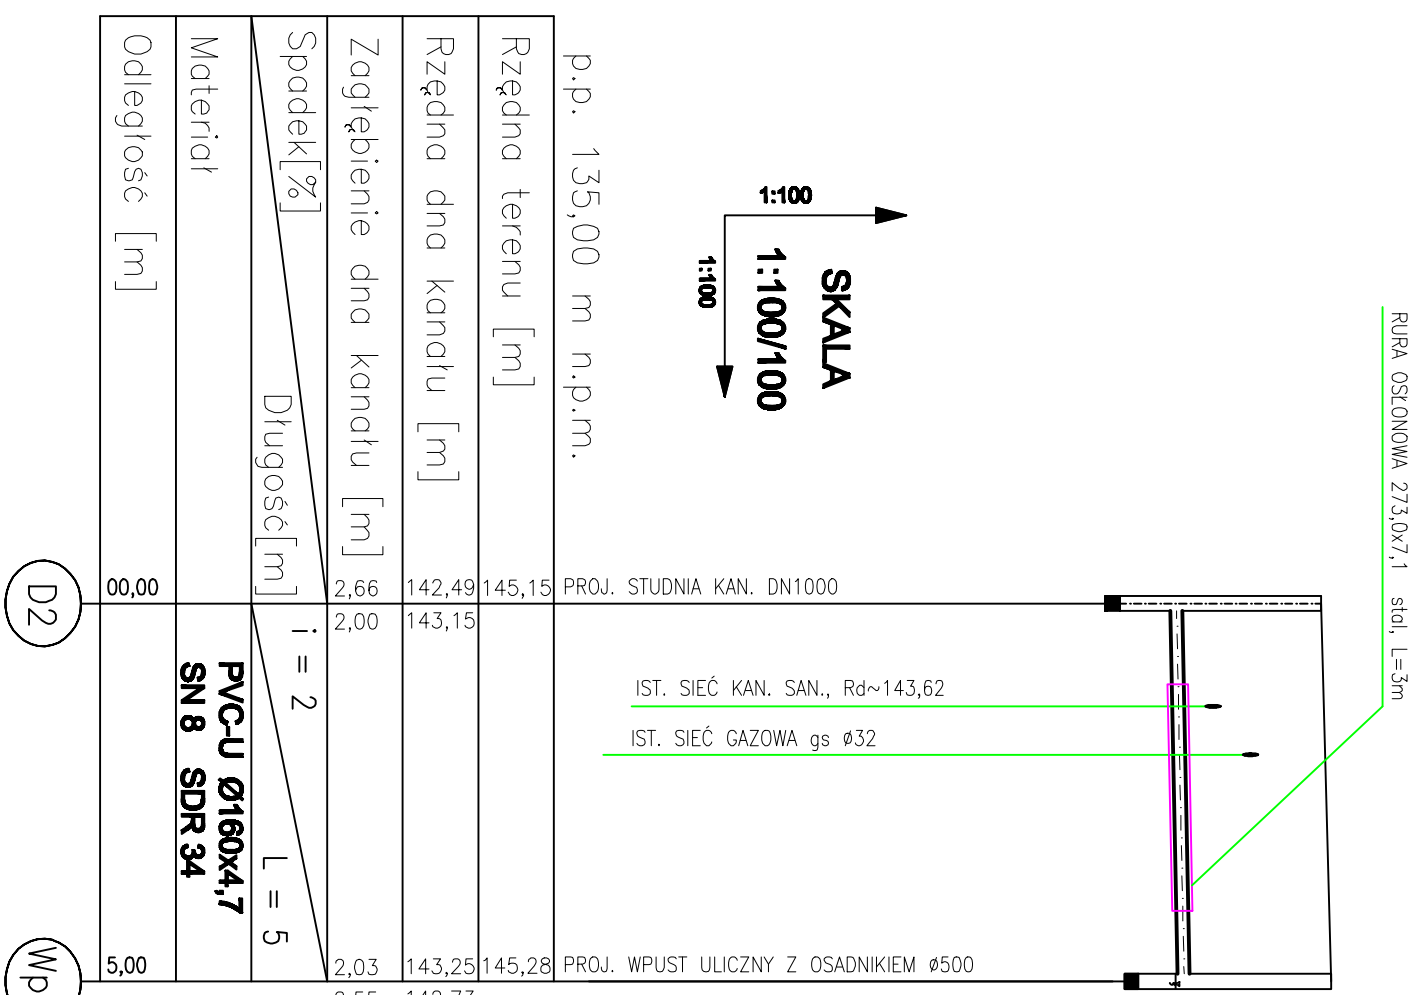 RURA OSŁONOWA 273,0x7,1 stal, L=3m
SKALA
1:100/100
1:100
1:100
p.p. 135,00 m n.p.m.
Rzędna terenu [m]
145,15
145,28
Rzędna dna kanału [m]
142,49
143,15
143,25
Zagłębienie dna kanału [m]
2,66
2,00
2,03
Spadek[%]
Długość[m]
i = 2
L = 5
Materiał
PVC-U Ø160x4,7
SN 8 SDR 34
Odległość [m]
00,00
5,00
D2
Wp
PROJ. STUDNIA KAN. DN1000
IST. SIEĆ KAN. SAN., Rd~143,62
IST. SIEĆ GAZOWA gs ø32
PROJ. WPUST ULICZNY Z OSADNIKIEM ø500